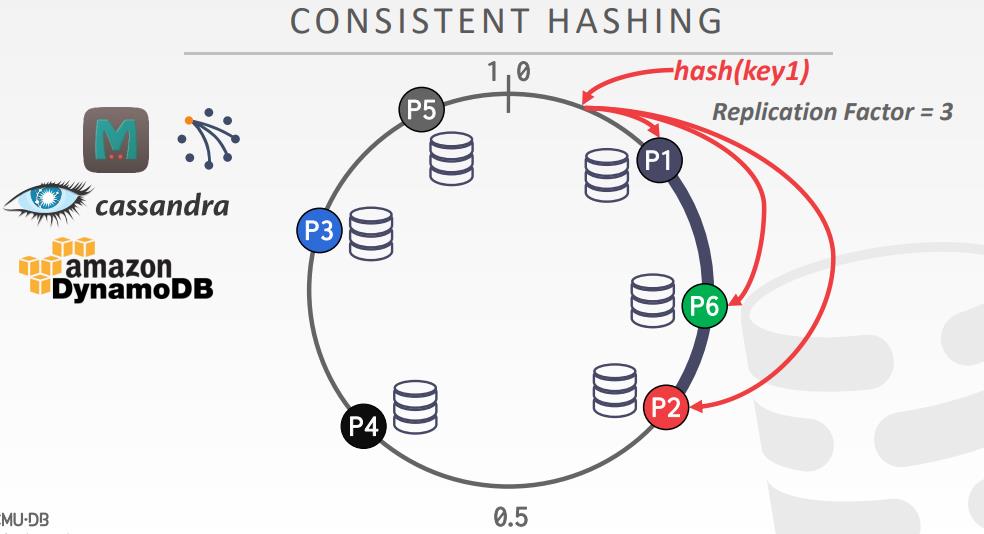 CONSISTENT HASHING
1 0
hash(key1)
Replication Factor = 3
P5
P1
M
cassandra
P3
amazon
DynamoDB
P6
P2
P4
0.5
CMU·DB